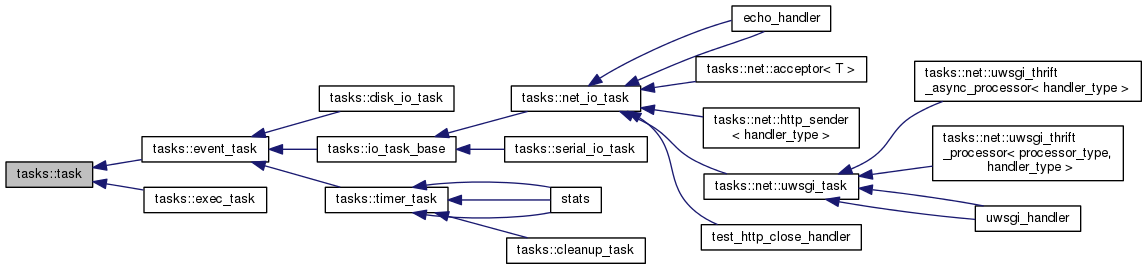 echo_handler
tasks::net::acceptor< T >
tasks::net::uwsgi_thrift
_async_processor< handler_type >
tasks::disk_io_task
tasks::net_io_task
tasks::net::http_sender
< handler_type >
tasks::event_task
tasks::io_task_base
tasks::serial_io_task
tasks::net::uwsgi_thrift
_processor< processor_type,
handler_type >
tasks::task
tasks::exec_task
tasks::timer_task
stats
tasks::net::uwsgi_task
uwsgi_handler
test_http_close_handler
tasks::cleanup_task